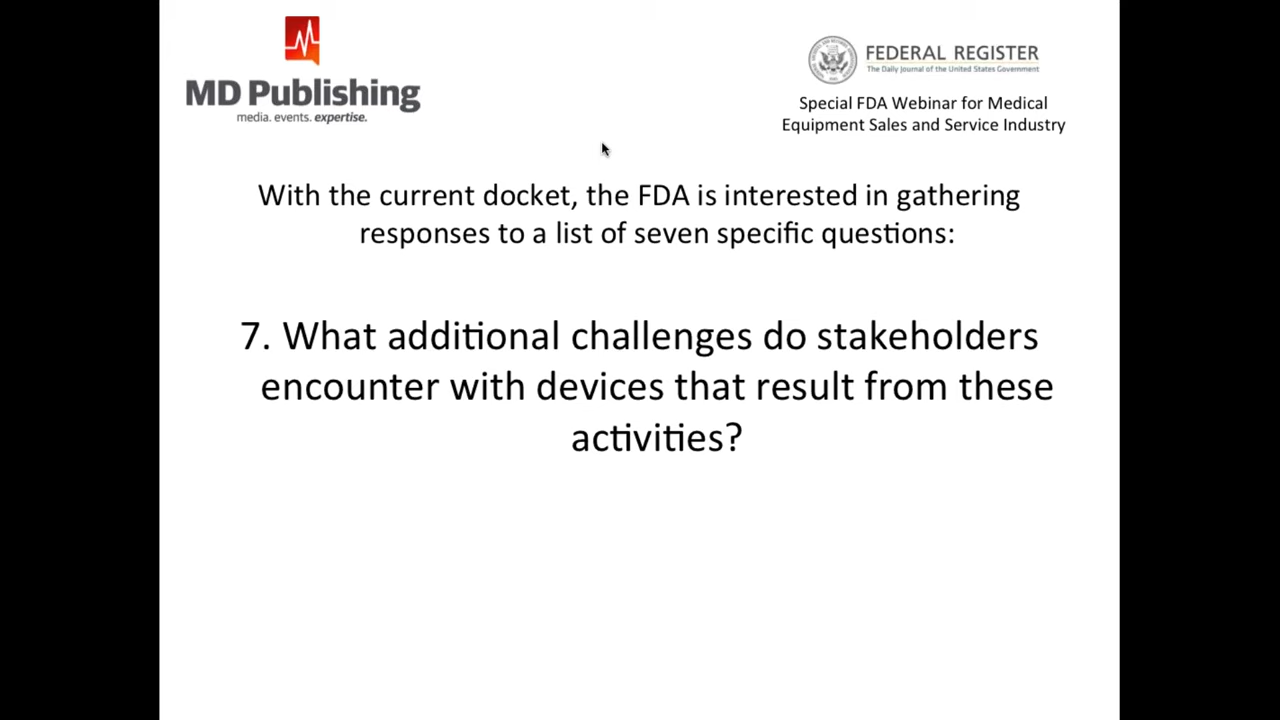 MD Publishing
media. events. expertise.
FEDERAL REGISTER
The Daily Journal of the United States Government
Special FDA Webinar for Medical
Equipment Sales and Service Industry
With the current docket, the FDA is interested in gathering
responses to a list of seven specific questions:
7. What additional challenges do stakeholders
encounter with devices that result from these
activities?